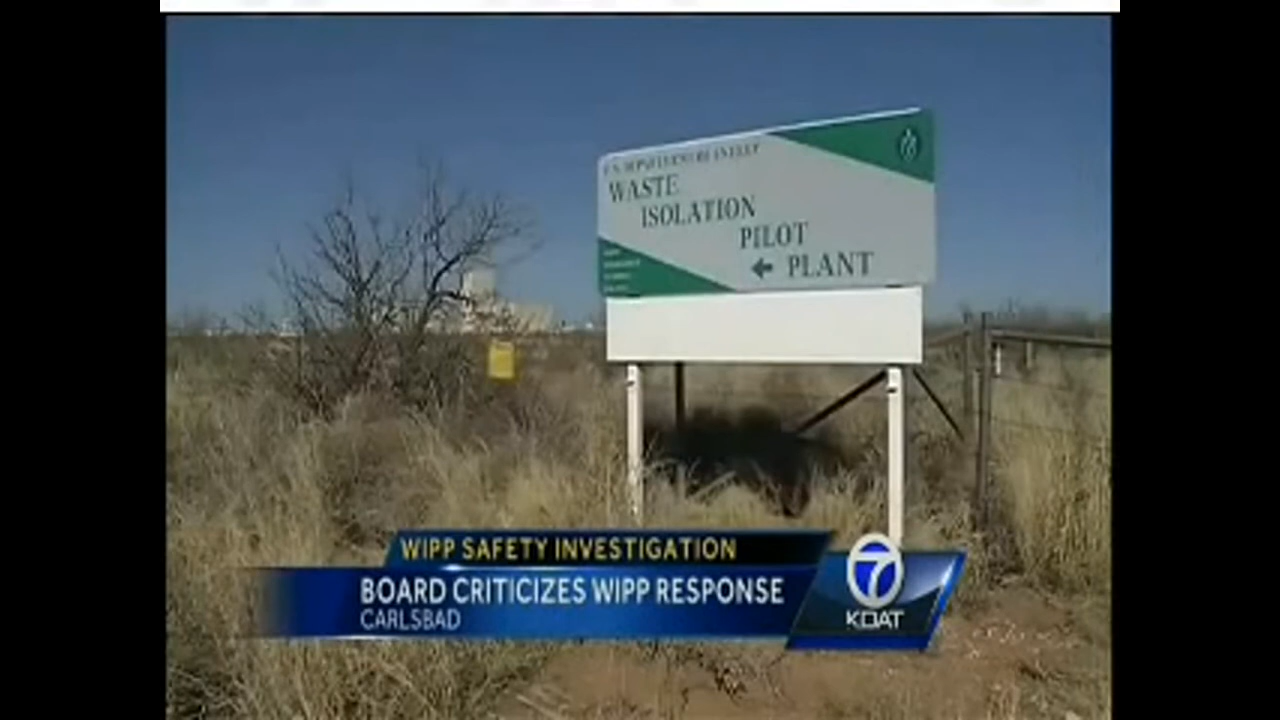 WASTE
ISOLATION
PILOT
PLANT
WIPP SAFETY INVESTIGATION
BOARD CRITICIZES WIPP RESPONSE
CARLSBAD
7
KOAT